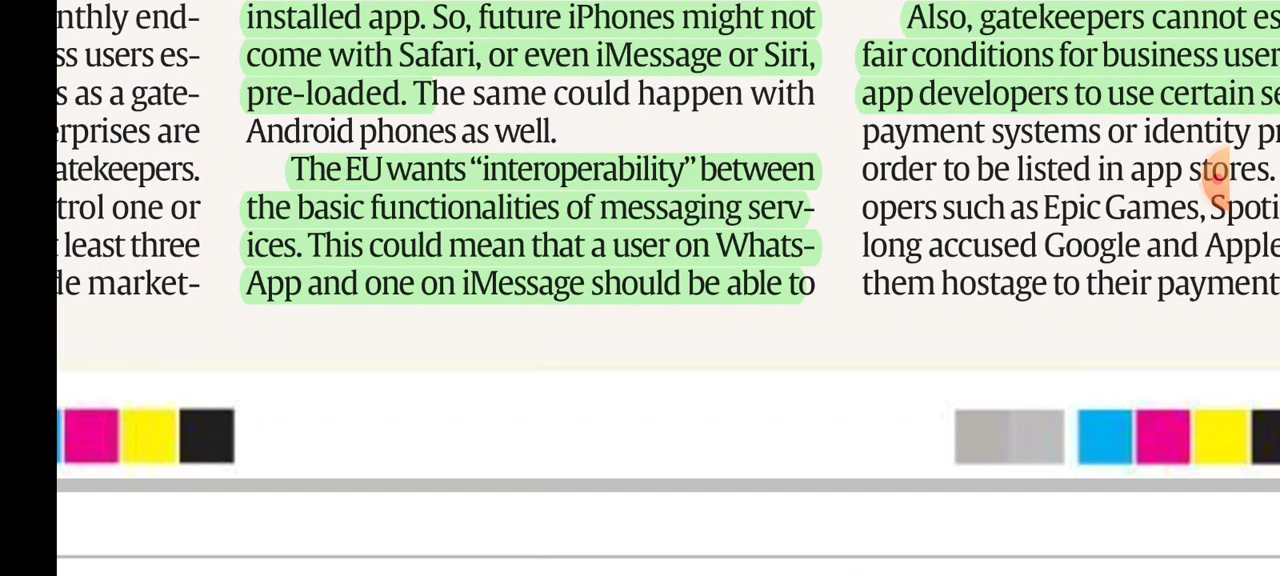 nthly end-
ss users es-
s as a gate-
erprises are
atekeepers.
trol one or
least three
de market-
installed app. So, future iPhones might not
come with Safari, or even iMessage or Siri,
pre-loaded. The same could happen with
Android phones as well.
The EU wants “interoperability” between
the basic functionalities of messaging serv-
ices. This could mean that a user on Whats-
App and one on iMessage should be able to
Also, gatekeepers cannot es
fair conditions for business user
app developers to use certain se
payment systems or identity pr
order to be listed in app stores.
opers such as Epic Games, Spoti
long accused Google and Apple
them hostage to their payment